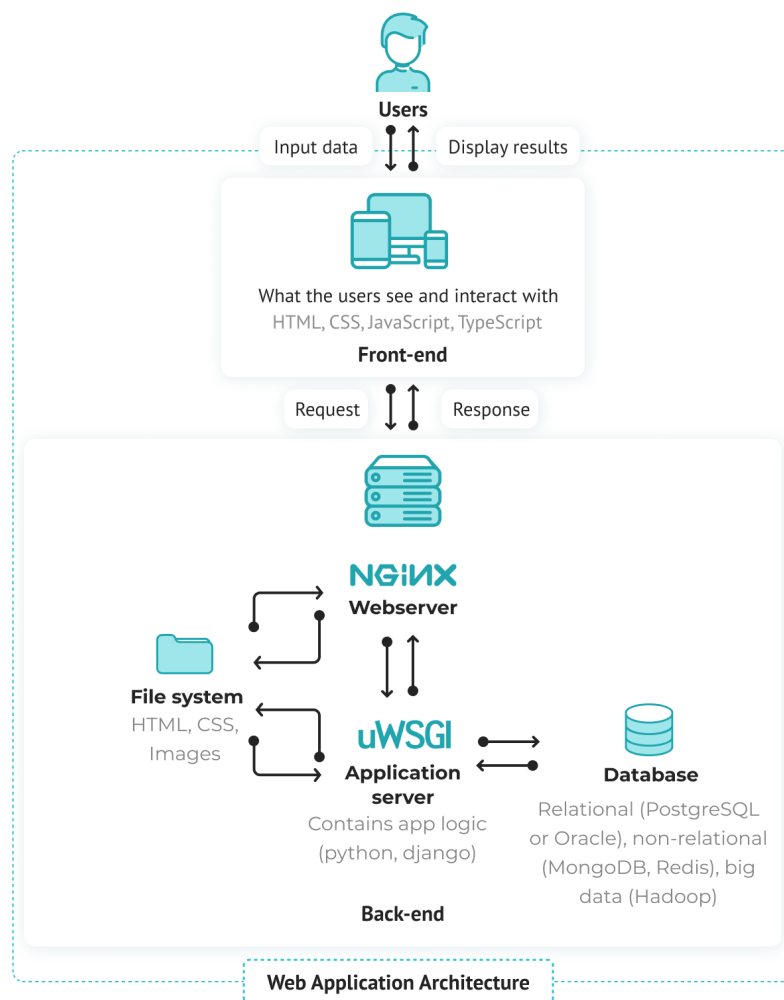 Users
Input data
Display results
What the users see and interact with
HTML, CSS, JavaScript, TypeScript
Front-end
Request
Response
NGiNX
Webserver
File system
HTML, CSS,
Images
uWSGI
Application
server
Contains app logic
(python, django)
Database
Relational (PostgreSQL
or Oracle), non-relational
(MongoDB, Redis), big
data (Hadoop)
Back-end
Web Application Architecture